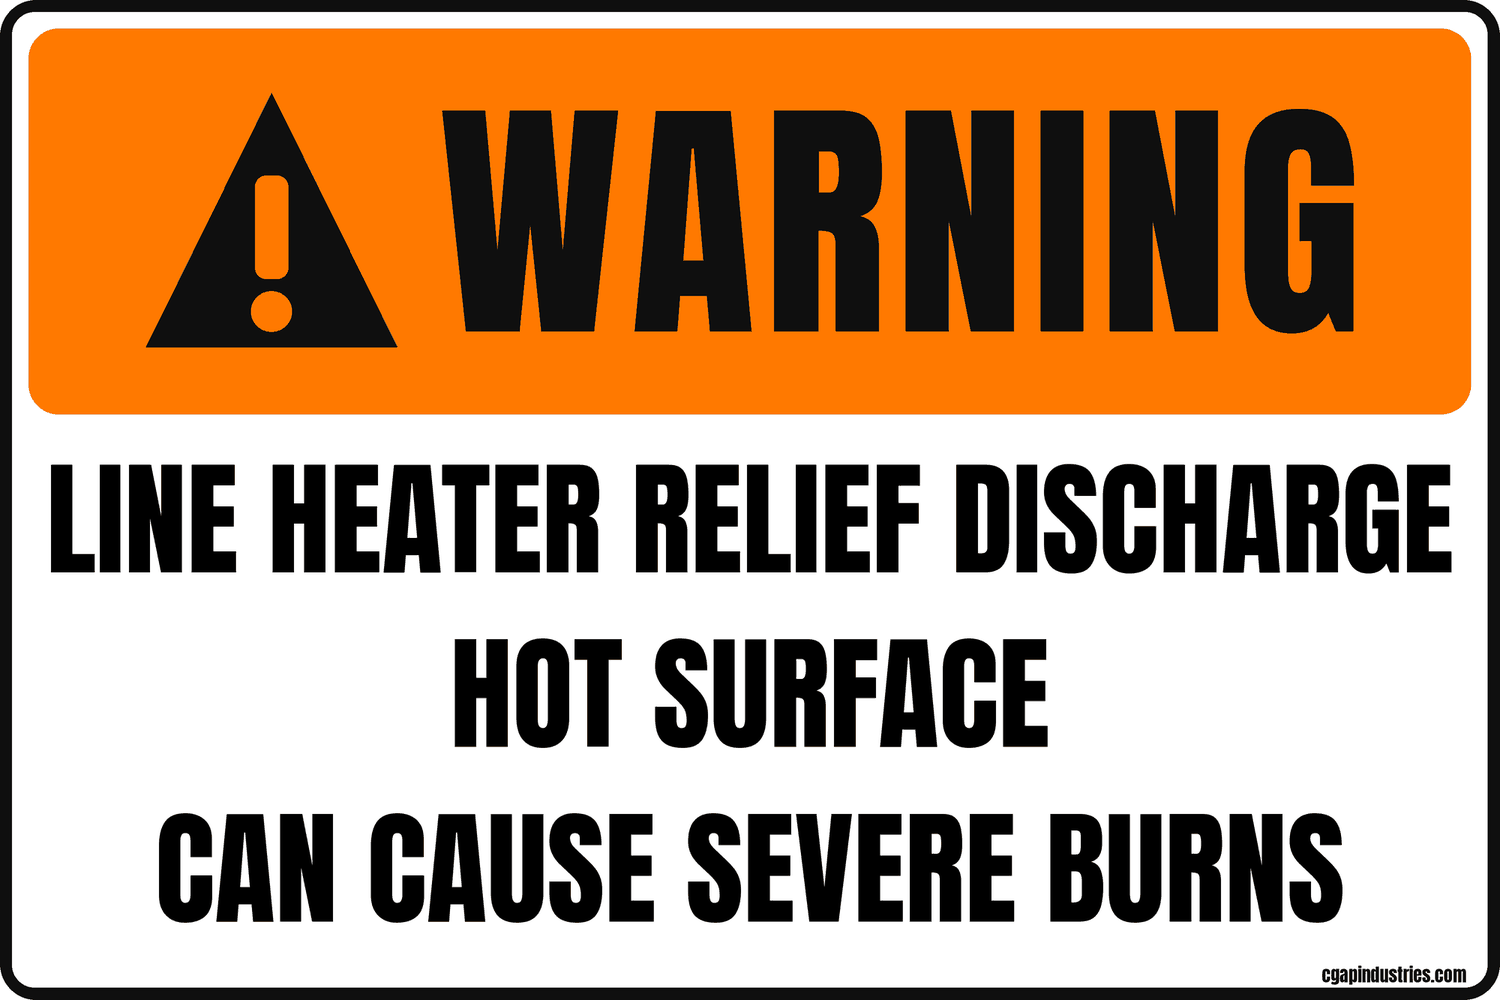 WARNING
LINE HEATER RELIEF DISCHARGE
HOT SURFACE
CAN CAUSE SEVERE BURNS
cgapindustries.com